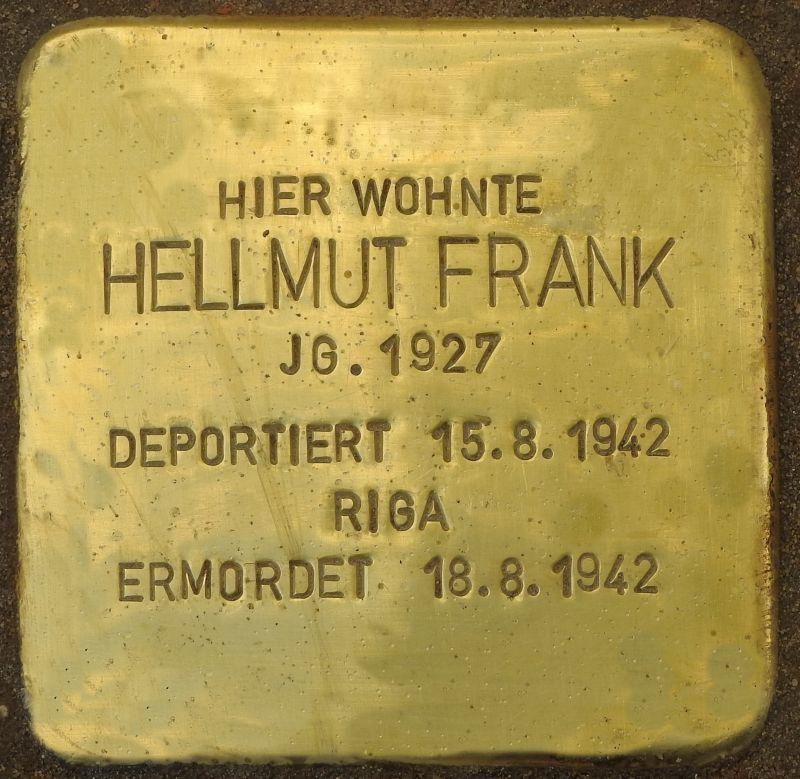 HIER WOHNTE
HELLMUT FRANK
JG. 1927
DEPORTIERT 15.8.1942
RIGA
ERMORDET 18.8.1942